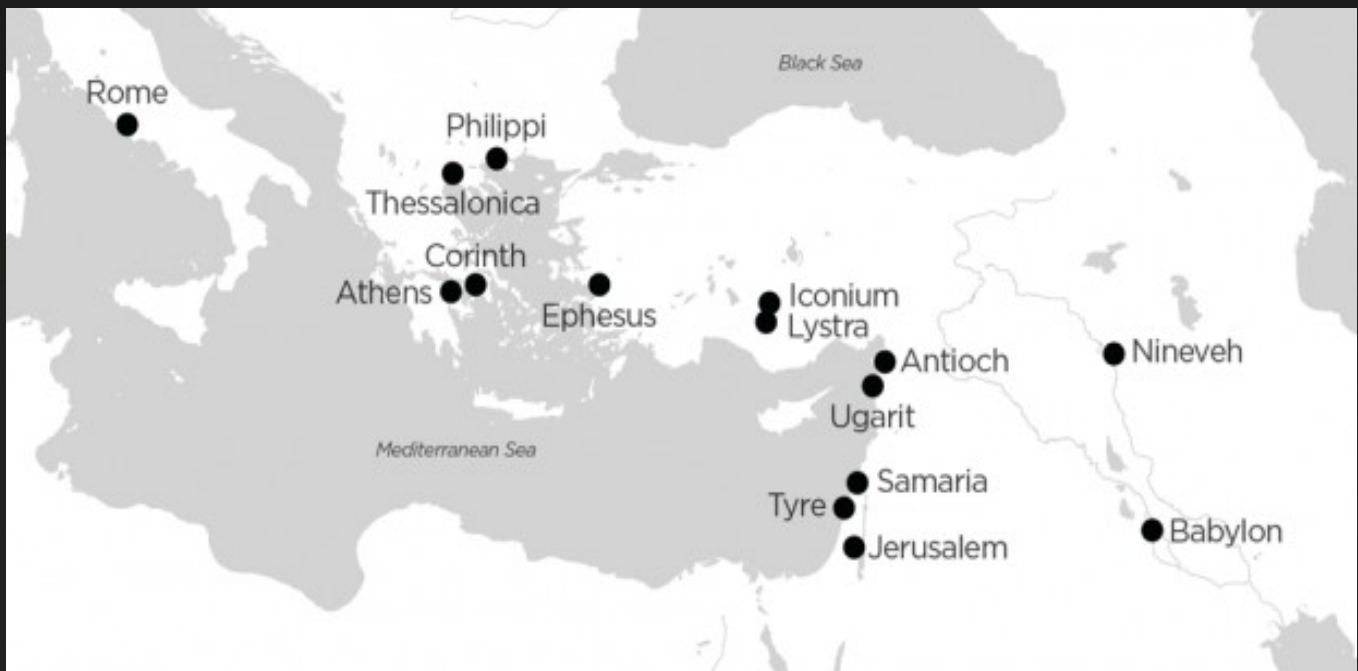 Black Sea
Rome
Philippi
Thessalonica
Corinth
Athens
Ephesus
Iconium
Lystra
Antioch
Nineveh
Ugarit
Mediterranean Sea
Samaria
Tyre
Babylon
Jerusalem